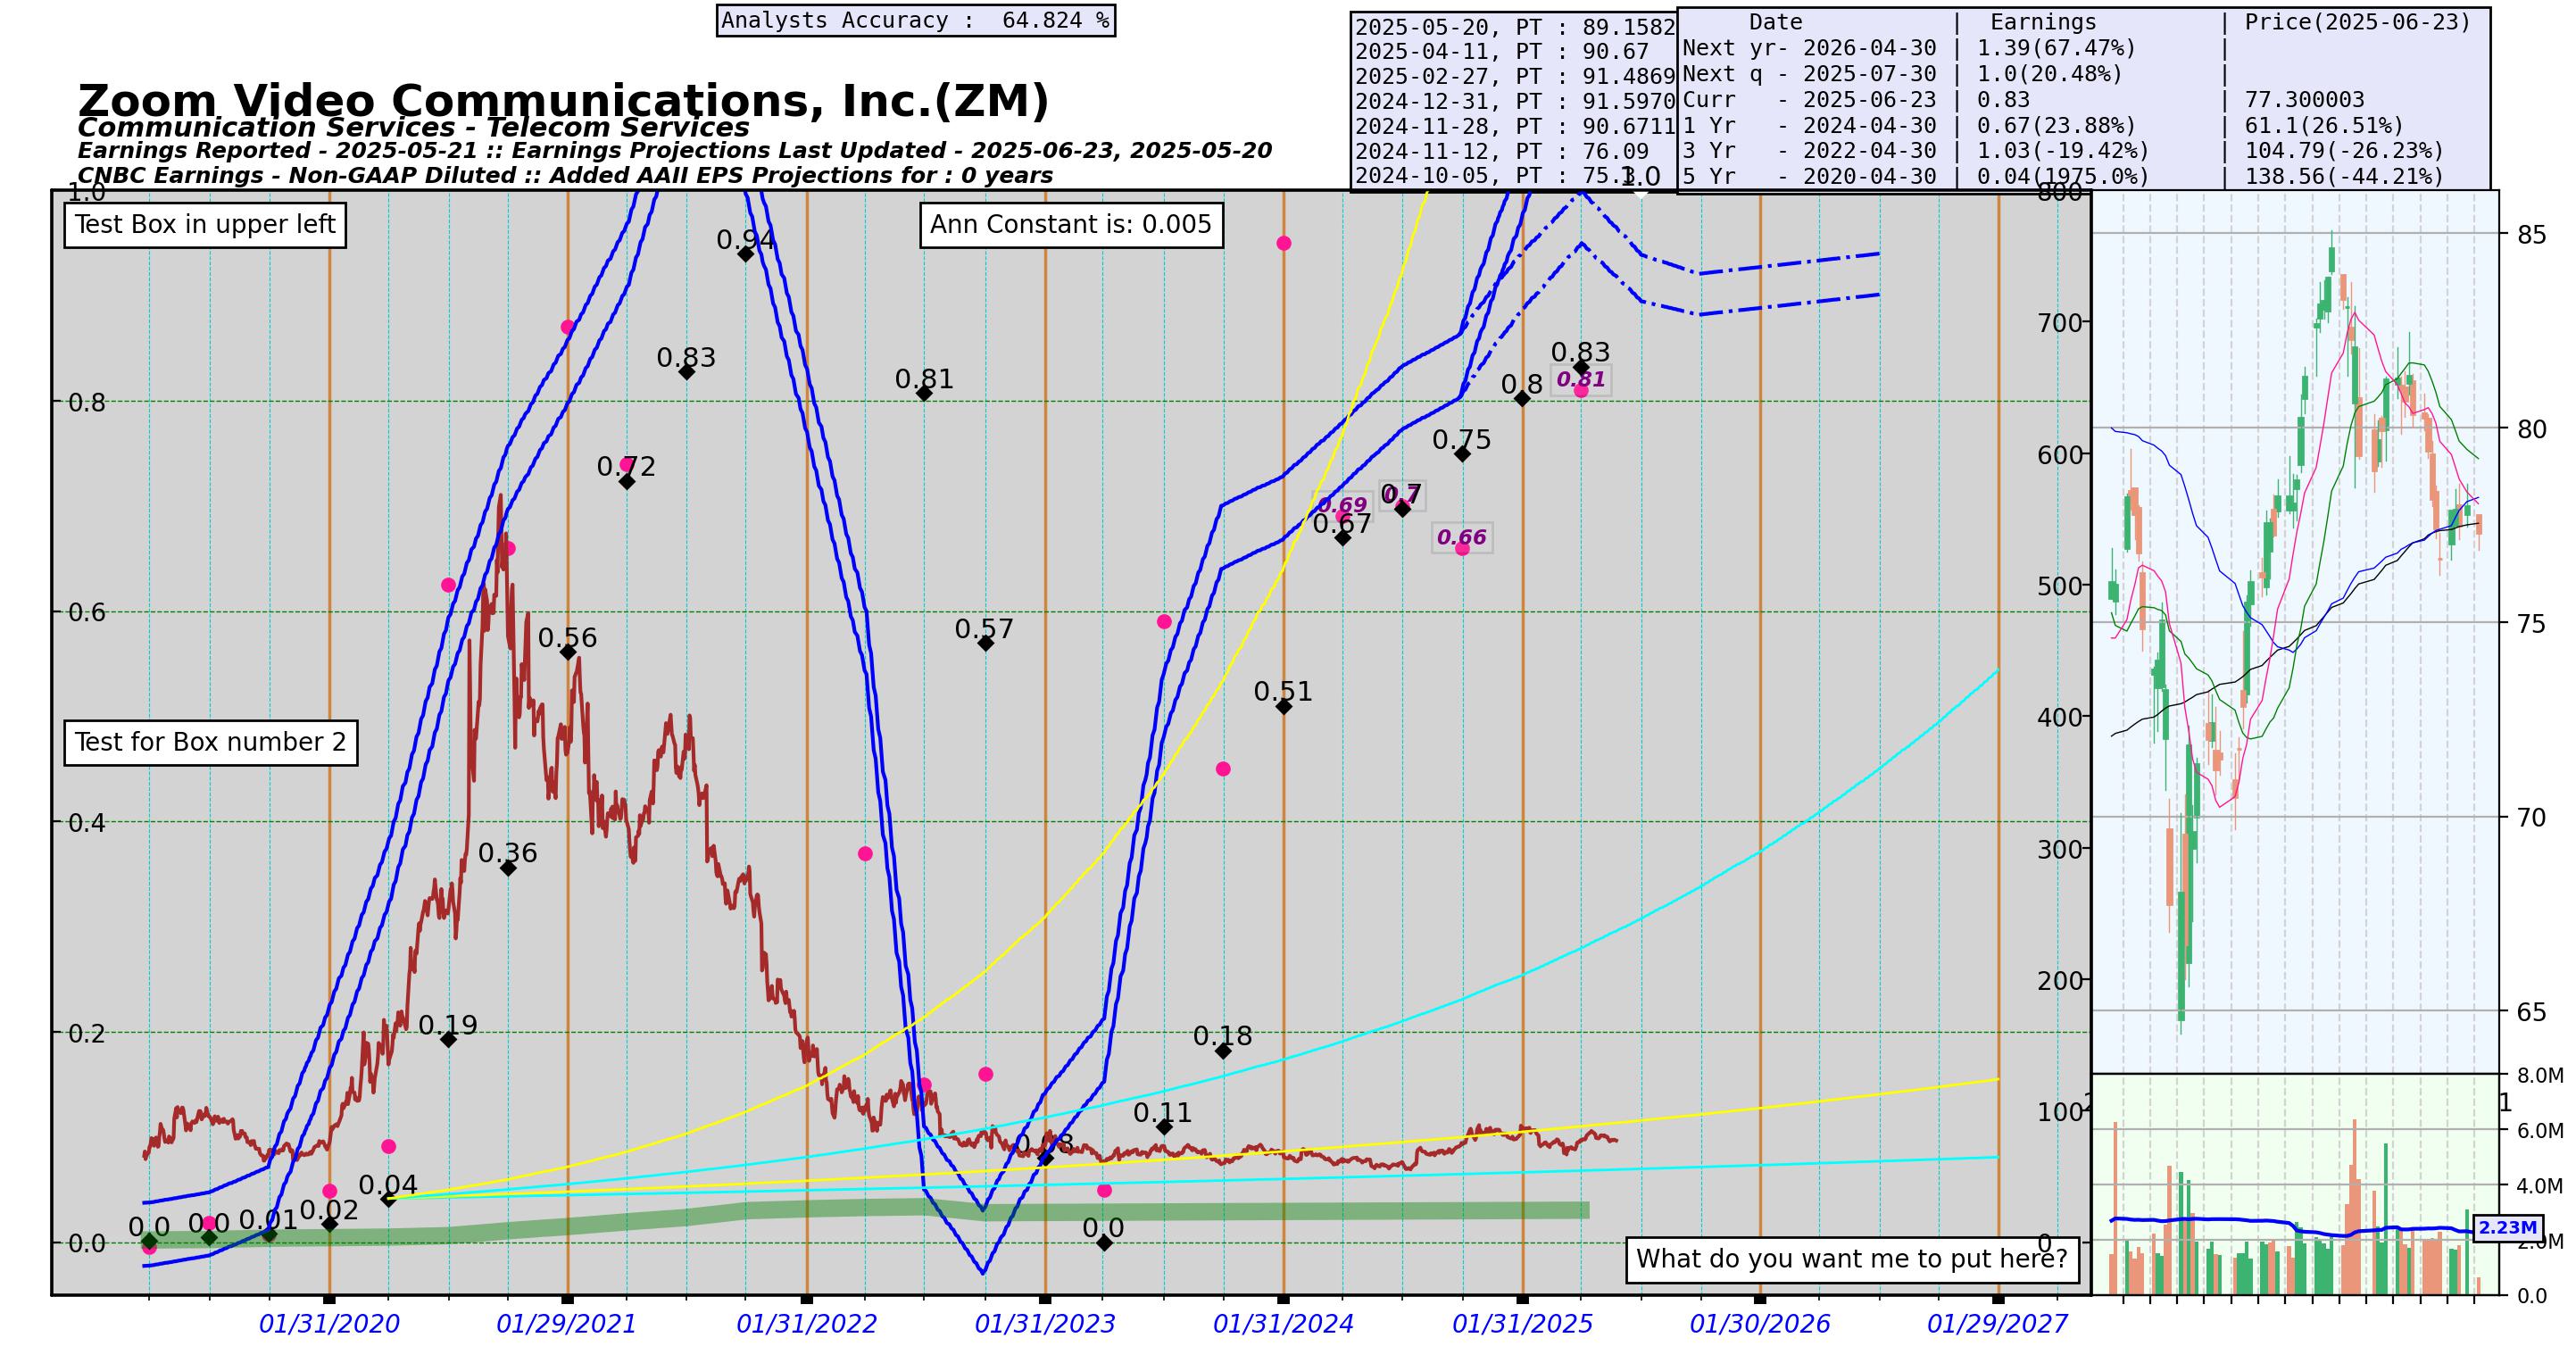 Analysts Accuracy :  64.824 %
2025-05-20, PT : 89.1582
2025-04-11, PT : 90.67
2025-02-27, PT : 91.4869
2024-12-31, PT : 91.5970
2024-11-28, PT : 90.6711
2024-11-12, PT : 76.09
2024-10-05, PT : 75.3
Date | Earnings | Price(2025-06-23)
Next yr- 2026-04-30 | 1.39(67.47%) |
Next q - 2025-07-30 | 1.0(20.48%) |
Curr - 2025-06-23 | 0.83 | 77.300003
1 Yr - 2024-04-30 | 0.67(23.88%) | 61.1(26.51%)
3 Yr - 2022-04-30 | 1.03(-19.42%) | 104.79(-26.23%)
5 Yr - 2020-04-30 | 0.04(1975.0%) | 138.56(-44.21%)
Zoom Video Communications, Inc.(ZM)
Communication Services - Telecom Services
Earnings Reported - 2025-05-21 :: Earnings Projections Last Updated - 2025-06-23, 2025-05-20
CNBC Earnings - Non-GAAP Diluted :: Added AAII EPS Projections for : 0 years
1.0
1.0
800
Test Box in upper left
Ann Constant is: 0.005
0.94
85
700
0.83
0.81
0.83
0.81
0.8
0.8
80
0.75
600
0.72
0.7
0.7
0.69
0.67
0.66
500
0.6
75
0.57
0.56
0.51
400
Test for Box number 2
0.4
70
0.36
300
200
0.2
65
0.19
0.18
8.0M
100
1
0.11
6.0M
0.08
0.04
4.0M
0.02
0.01
0.0
0.0
0.0
0.0
2.23M
2.0M
0
What do you want me to put here?
0.0
01/31/2020
01/29/2021
01/31/2022
01/31/2023
01/31/2024
01/31/2025
01/30/2026
01/29/2027